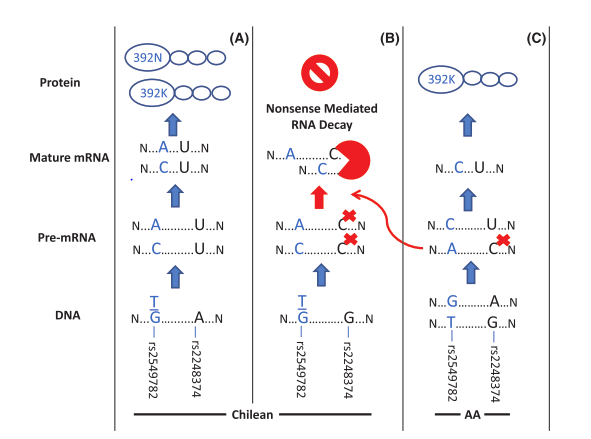 (A)
(B)
(C)
Protein
392N
392K
Nonsense Mediated
RNA Decay
392K
Mature mRNA
N...A...U...N
N...C...U...N
N...A..........C
N...C....
N...C...U...N
Pre-mRNA
N...A..........U...N
N...C..........U...N
N...A..........C...N
N...C..........C...N
N...C..........U...N
N...A..........C...N
DNA
T
N...G..........A...N
T
N...G..........G...N
N...G..........A...N
N...T..........G...N
rs2549782
rs2248374
rs2549782
rs2248374
rs2549782
rs2248374
Chilean
AA